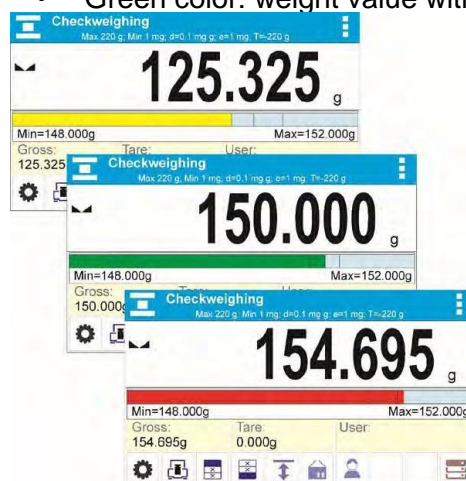 • Green color: weight value with
Checkweighing
Max 220 g; Min 1 mg; d=0.1 mg g; e=1 mg; T=-220 g
125.325 g
Min=148.000g Max=152.000g
Gross: Tare: User:
125.325
Checkweighing
Max 220 g; Min 1 mg; d=0.1 mg g; e=1 mg; T=-220 g
150.000 g
Min=148.000g Max=152.000g
Gross:
150.000g
Checkweighing
Max 220 g; Min 1 mg; d=0.1 mg g; e=1 mg; T=-220 g
154.695 g
Min=148.000g Max=152.000g
Gross: Tare: User:
154.695g 0.000g